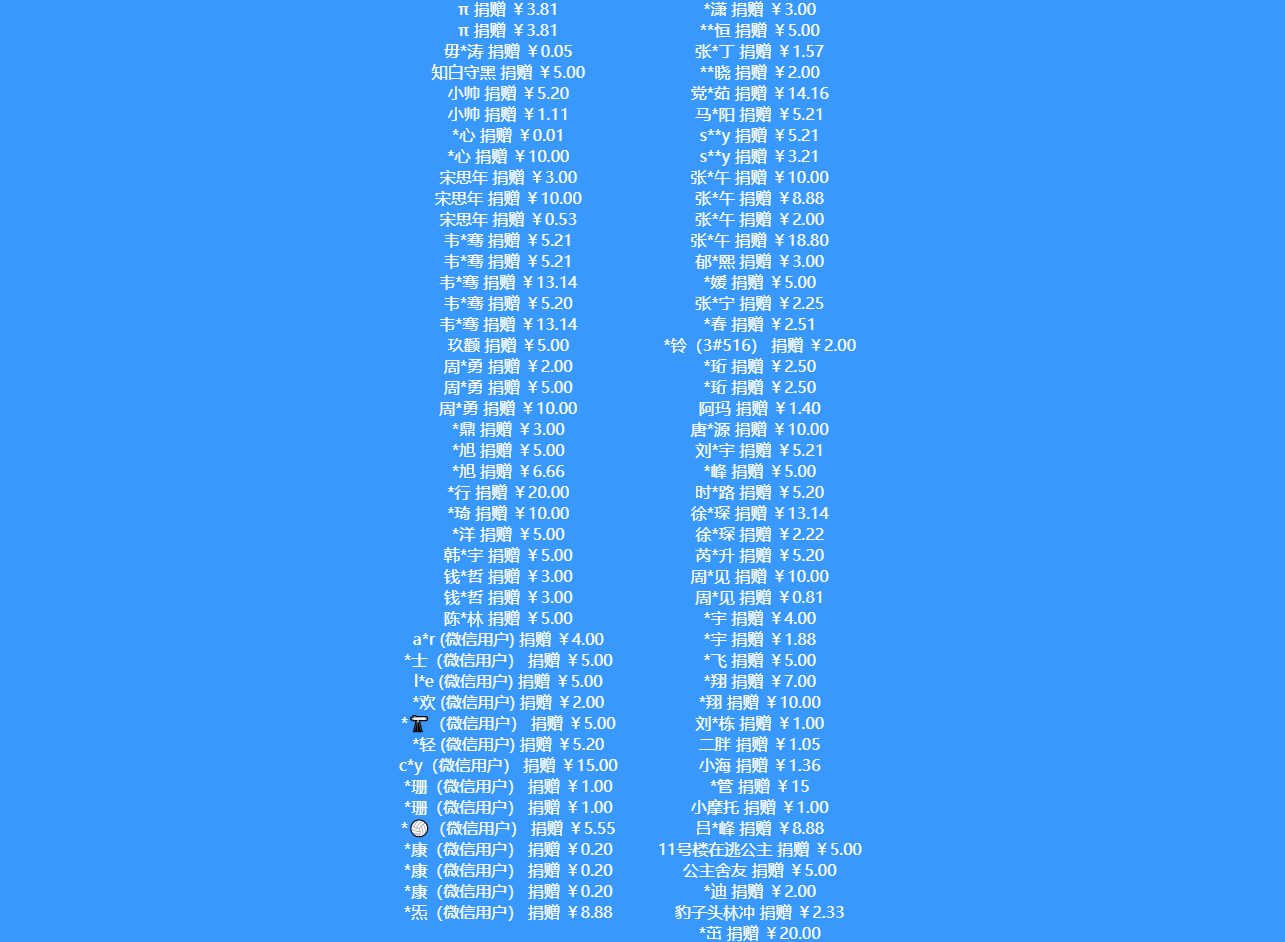 π 捐赠 ￥3.81
π 捐赠 ￥3.81
毋*涛 捐赠 ￥0.05
知白守黑 捐赠 ￥5.00
小帅 捐赠 ￥5.20
小帅 捐赠 ￥1.11
*心 捐赠 ￥0.01
*心 捐赠 ￥10.00
宋思年 捐赠 ￥3.00
宋思年 捐赠 ￥10.00
宋思年 捐赠 ￥0.53
韦*骞 捐赠 ￥5.21
韦*骞 捐赠 ￥5.21
韦*骞 捐赠 ￥13.14
韦*骞 捐赠 ￥5.20
韦*骞 捐赠 ￥13.14
玖颧 捐赠 ￥5.00
周*勇 捐赠 ￥2.00
周*勇 捐赠 ￥5.00
周*勇 捐赠 ￥10.00
*鼎 捐赠 ￥3.00
*旭 捐赠 ￥5.00
*旭 捐赠 ￥6.66
*行 捐赠 ￥20.00
*琦 捐赠 ￥10.00
*洋 捐赠 ￥5.00
韩*宇 捐赠 ￥5.00
钱*哲 捐赠 ￥3.00
钱*哲 捐赠 ￥3.00
陈*林 捐赠 ￥5.00
a*r (微信用户) 捐赠 ￥4.00
*士（微信用户） 捐赠 ￥5.00
l*e (微信用户) 捐赠 ￥5.00
*欢 (微信用户) 捐赠 ￥2.00
*（微信用户） 捐赠 ￥5.00
*轻 (微信用户) 捐赠 ￥5.20
c*y（微信用户） 捐赠 ￥15.00
*珊（微信用户） 捐赠 ￥1.00
*珊（微信用户） 捐赠 ￥1.00
*🏐（微信用户） 捐赠 ￥5.55
*康（微信用户） 捐赠 ￥0.20
*康（微信用户） 捐赠 ￥0.20
*康（微信用户） 捐赠 ￥0.20
*炁（微信用户） 捐赠 ￥8.88
*潇 捐赠 ￥3.00
**恒 捐赠 ￥5.00
张*丁 捐赠 ￥1.57
**晓 捐赠 ￥2.00
党*茹 捐赠 ￥14.16
马*阳 捐赠 ￥5.21
s**y 捐赠 ￥5.21
s**y 捐赠 ￥3.21
张*午 捐赠 ￥10.00
张*午 捐赠 ￥8.88
张*午 捐赠 ￥2.00
张*午 捐赠 ￥18.80
郁*熙 捐赠 ￥3.00
*媛 捐赠 ￥5.00
张*宁 捐赠 ￥2.25
*春 捐赠 ￥2.51
*铃（3#516） 捐赠 ￥2.00
*珩 捐赠 ￥2.50
*珩 捐赠 ￥2.50
阿玛 捐赠 ￥1.40
唐*源 捐赠 ￥10.00
刘*宇 捐赠 ￥5.21
*峰 捐赠 ￥5.00
时*路 捐赠 ￥5.20
徐*琛 捐赠 ￥13.14
徐*琛 捐赠 ￥2.22
芮*升 捐赠 ￥5.20
周*见 捐赠 ￥10.00
周*见 捐赠 ￥0.81
*宇 捐赠 ￥4.00
*宇 捐赠 ￥1.88
*飞 捐赠 ￥5.00
*翔 捐赠 ￥7.00
*翔 捐赠 ￥10.00
刘*栋 捐赠 ￥1.00
二胖 捐赠 ￥1.05
小海 捐赠 ￥1.36
*管 捐赠 ￥15
小摩托 捐赠 ￥1.00
吕*峰 捐赠 ￥8.88
11号楼在逃公主 捐赠 ￥5.00
公主舍友 捐赠 ￥5.00
*迪 捐赠 ￥2.00
豹子头林冲 捐赠 ￥2.33
*茁 捐赠 ￥20.00